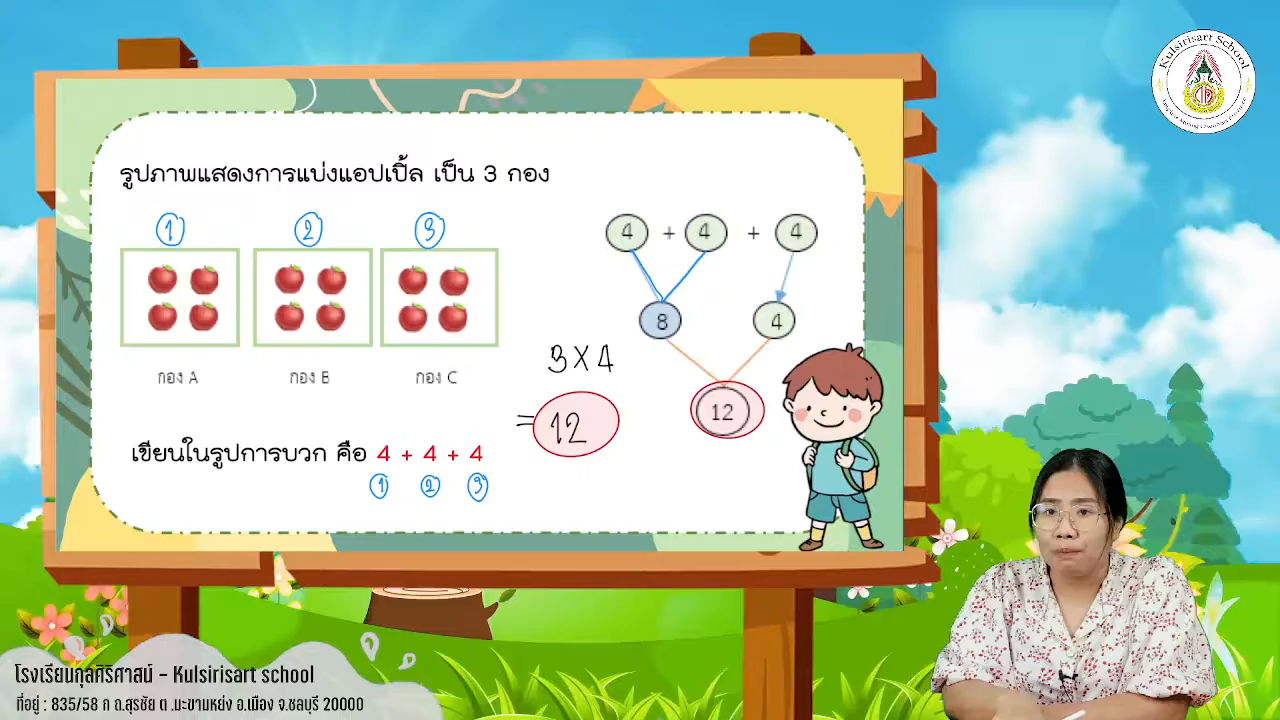 Kulsirisart School
รูปภาพแสดงการแบ่งแอปเปิ้ล เป็น 3 กอง
1 2 3
4 + 4 + 4
8 4
กอง A กอง B กอง C
3 X 4
= 12
12
เขียนในรูปการบวก คือ 4 + 4 + 4
1 2 3
โรงเรียนกุลศิริศาสน์ - Kulsirisart school
ที่อยู่ : 835/58 ก ถ.สุรชัย ต .มะขามหย่ง อ.เมือง จ.ชลบุรี 20000